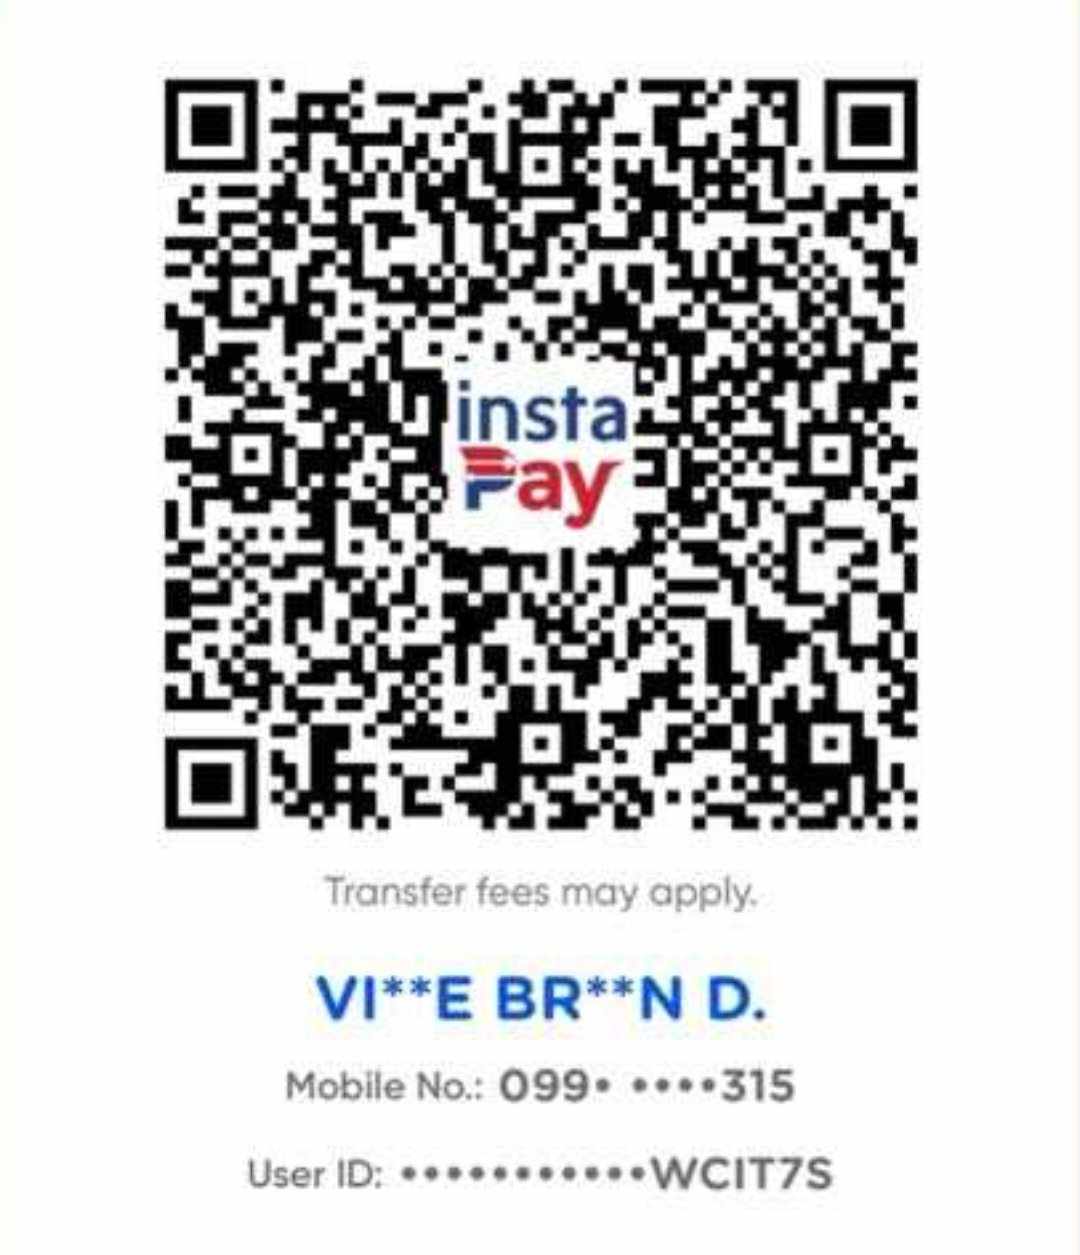 insta
Pay
Transfer fees may apply.
VI**E BR**N D.
Mobile No.: 099• ••••315
User ID: •••••••••••WCIT7S